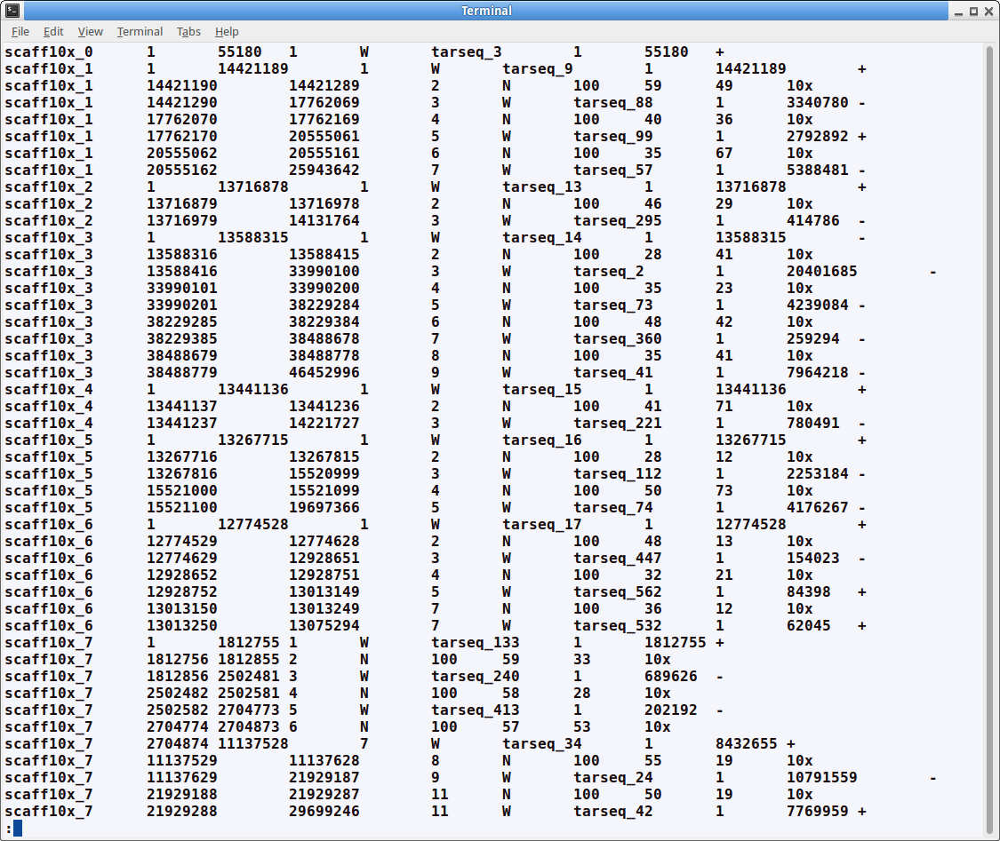 Terminal
File Edit View Terminal Tabs Help
scaff10x_0 1 55180 1 W tarseq_3 1 55180 +
scaff10x_1 1 14421189 1 W tarseq_9 1 14421189 +
scaff10x_1 14421190 14421289 2 N 100 59 49 10x
scaff10x_1 14421290 17762069 3 W tarseq_88 1 3340780 -
scaff10x_1 17762070 17762169 4 N 100 40 36 10x
scaff10x_1 17762170 20555061 5 W tarseq_99 1 2792892 +
scaff10x_1 20555062 20555161 6 N 100 35 67 10x
scaff10x_1 20555162 25943642 7 W tarseq_57 1 5388481 -
scaff10x_2 1 13716878 1 W tarseq_13 1 13716878 +
scaff10x_2 13716879 13716978 2 N 100 46 29 10x
scaff10x_2 13716979 14131764 3 W tarseq_295 1 414786 -
scaff10x_3 1 13588315 1 W tarseq_14 1 13588315 -
scaff10x_3 13588316 13588415 2 N 100 28 41 10x
scaff10x_3 13588416 33990100 3 W tarseq_2 1 20401685 -
scaff10x_3 33990101 33990200 4 N 100 35 23 10x
scaff10x_3 33990201 38229284 5 W tarseq_73 1 4239084 -
scaff10x_3 38229285 38229384 6 N 100 48 42 10x
scaff10x_3 38229385 38488678 7 W tarseq_360 1 259294 -
scaff10x_3 38488679 38488778 8 N 100 35 41 10x
scaff10x_3 38488779 46452996 9 W tarseq_41 1 7964218 -
scaff10x_4 1 13441136 1 W tarseq_15 1 13441136 +
scaff10x_4 13441137 13441236 2 N 100 41 71 10x
scaff10x_4 13441237 14221727 3 W tarseq_221 1 780491 -
scaff10x_5 1 13267715 1 W tarseq_16 1 13267715 +
scaff10x_5 13267716 13267815 2 N 100 28 12 10x
scaff10x_5 13267816 15520999 3 W tarseq_112 1 2253184 -
scaff10x_5 15521000 15521099 4 N 100 50 73 10x
scaff10x_5 15521100 19697366 5 W tarseq_74 1 4176267 -
scaff10x_6 1 12774528 1 W tarseq_17 1 12774528 +
scaff10x_6 12774529 12774628 2 N 100 48 13 10x
scaff10x_6 12774629 12928651 3 W tarseq_447 1 154023 -
scaff10x_6 12928652 12928751 4 N 100 32 21 10x
scaff10x_6 12928752 13013149 5 W tarseq_562 1 84398 +
scaff10x_6 13013150 13013249 7 N 100 36 12 10x
scaff10x_6 13013250 13075294 7 W tarseq_532 1 62045 +
scaff10x_7 1 1812755 1 W tarseq_133 1 1812755 +
scaff10x_7 1812756 1812855 2 N 100 59 33 10x
scaff10x_7 1812856 2502481 3 W tarseq_240 1 689626 -
scaff10x_7 2502482 2502581 4 N 100 58 28 10x
scaff10x_7 2502582 2704773 5 W tarseq_413 1 202192 -
scaff10x_7 2704774 2704873 6 N 100 57 53 10x
scaff10x_7 2704874 11137528 7 W tarseq_34 1 8432655 +
scaff10x_7 11137529 11137628 8 N 100 55 19 10x
scaff10x_7 11137629 21929187 9 W tarseq_24 1 10791559 -
scaff10x_7 21929188 21929287 11 N 100 50 19 10x
scaff10x_7 21929288 29699246 11 W tarseq_42 1 7769959 +
: